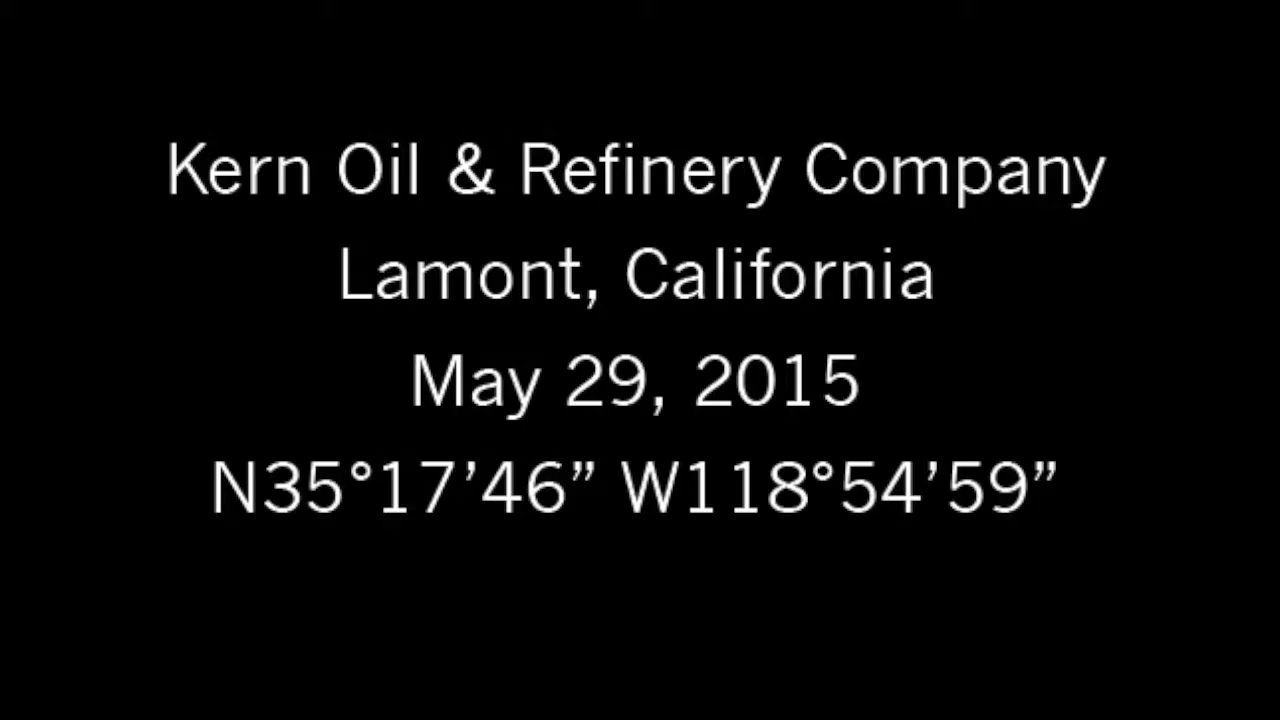 Kern Oil & Refinery Company
Lamont, California
May 29, 2015
N35°17’46” W118°54’59”